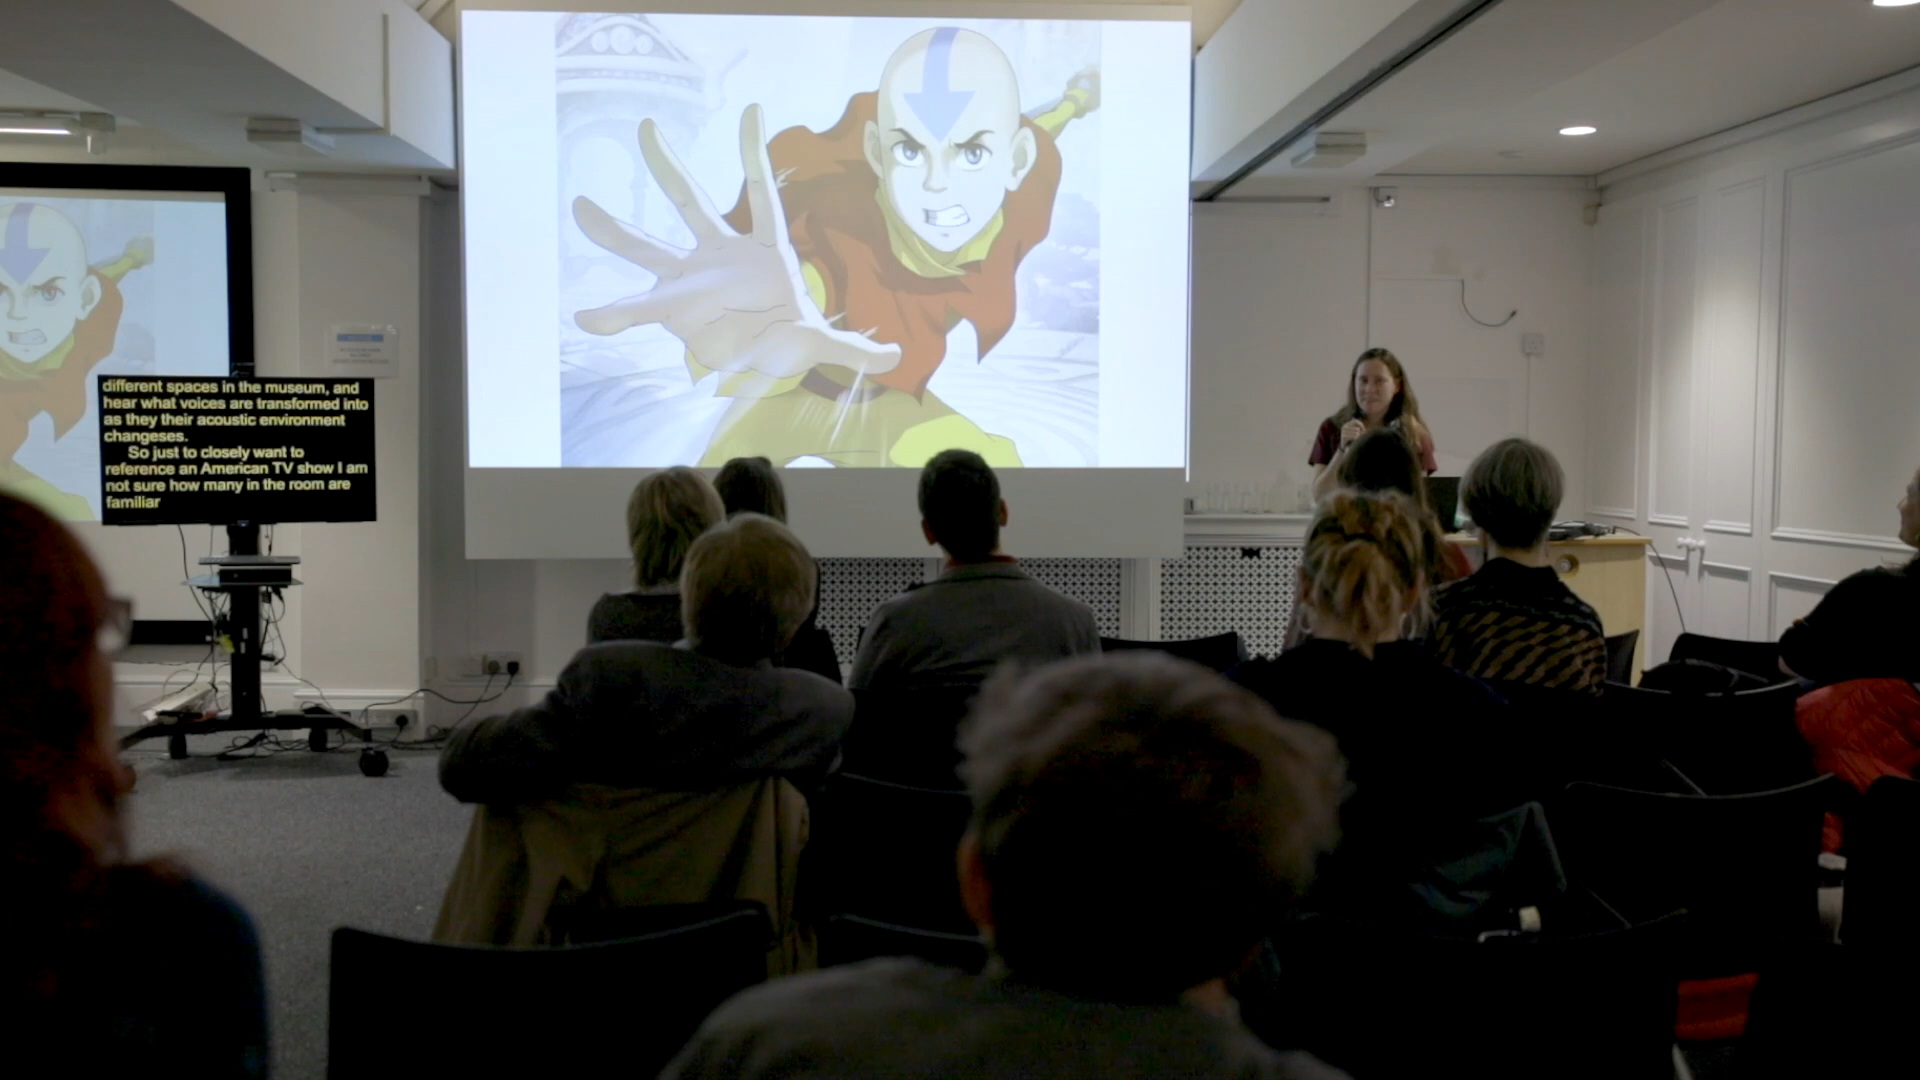 different spaces in the museum, and
hear what voices are transformed into
as they their acoustic environment
changeses.
So just to closely want to
reference an American TV show I am
not sure how many in the room are
familiar